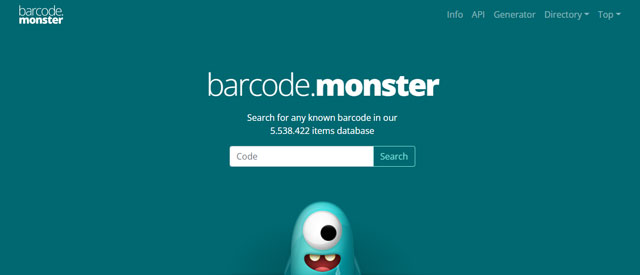 barcode.
monster
Info API Generator Directory Top
barcode.monster
Search for any known barcode in our
5.538.422 items database
Code Search